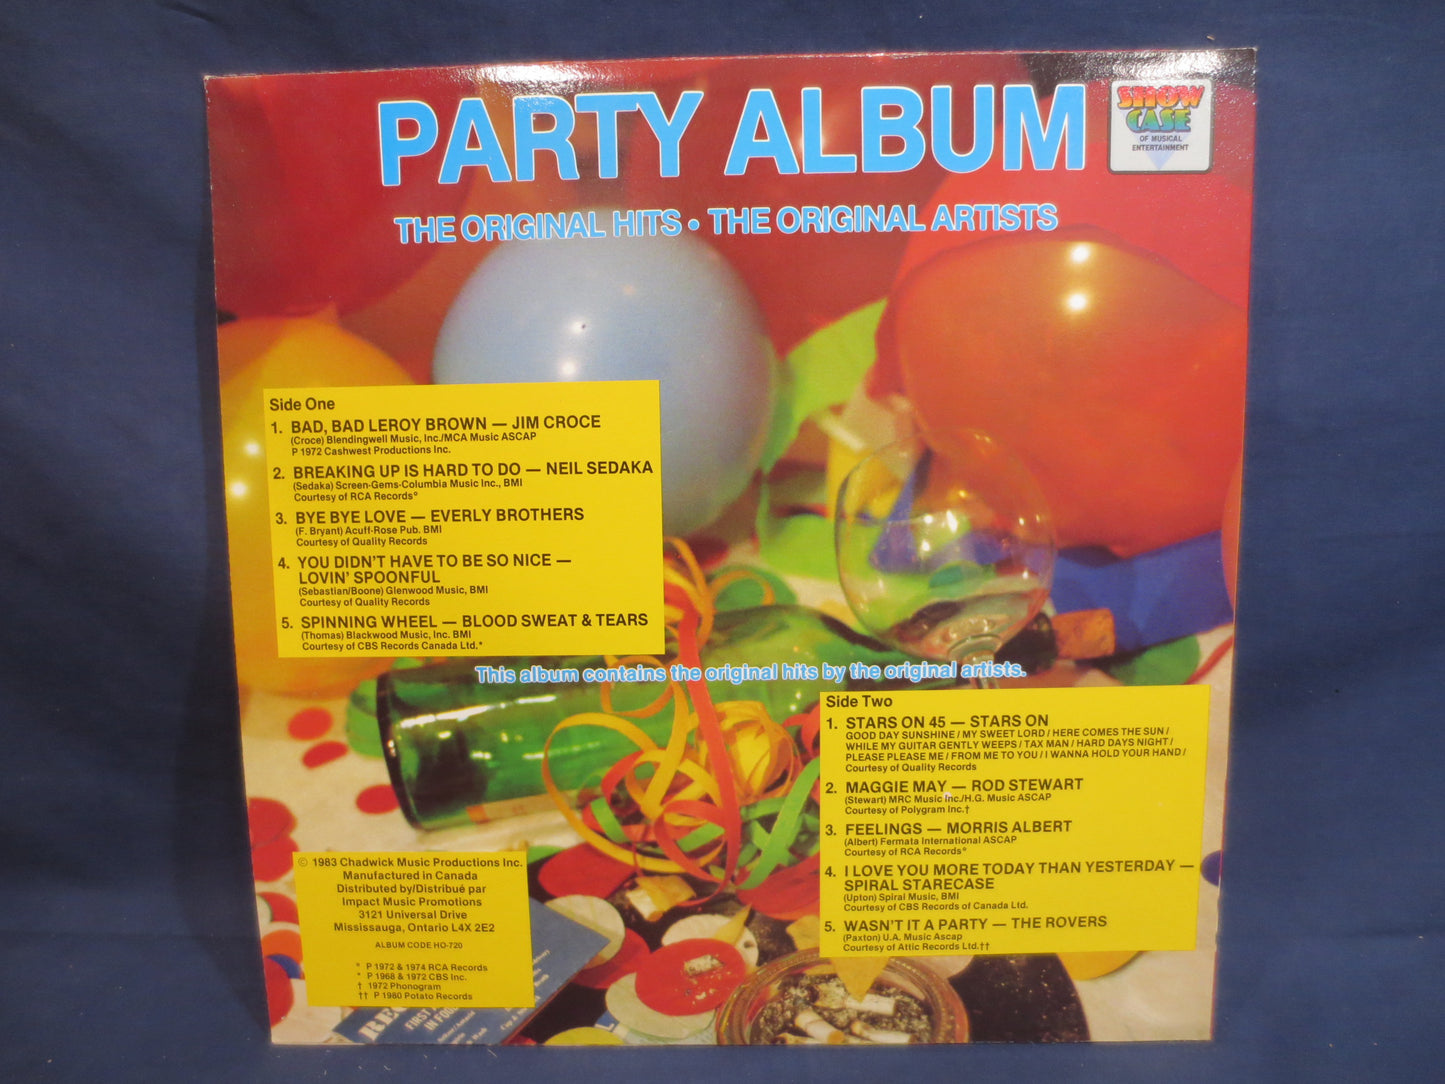 PARTY ALBUM
SHOW
CASE
OF MUSICAL
ENTERTAINMENT
THE ORIGINAL HITS • THE ORIGINAL ARTISTS
Side One
1. BAD, BAD LEROY BROWN — JIM CROCE
(Croce) Blendingwell Music, Inc./MCA Music ASCAP
P 1972 Cashwest Productions Inc.
2. BREAKING UP IS HARD TO DO — NEIL SEDAKA
(Sedaka) Screen-Gems-Columbia Music Inc., BMI
Courtesy of RCA Records*
3. BYE BYE LOVE — EVERLY BROTHERS
(F. Bryant) Acuff-Rose Pub. BMI
Courtesy of Quality Records
4. YOU DIDN'T HAVE TO BE SO NICE —
LOVIN' SPOONFUL
(Sebastian/Boone) Glenwood Music, BMI
Courtesy of Quality Records
5. SPINNING WHEEL — BLOOD SWEAT & TEARS
(Thomas) Blackwood Music, Inc. BMI
Courtesy of CBS Records Canada Ltd.*
This album contains the original hits by the original artists.
Side Two
1. STARS ON 45 — STARS ON
GOOD DAY SUNSHINE / MY SWEET LORD / HERE COMES THE SUN /
WHILE MY GUITAR GENTLY WEEPS / TAX MAN / HARD DAYS NIGHT /
PLEASE PLEASE ME / FROM ME TO YOU / I WANNA HOLD YOUR HAND /
Courtesy of Quality Records
2. MAGGIE MAY — ROD STEWART
(Stewart) MRC Music Inc./H.G. Music ASCAP
Courtesy of Polygram Inc.†
3. FEELINGS — MORRIS ALBERT
(Albert) Fermata International ASCAP
Courtesy of RCA Records*
4. I LOVE YOU MORE TODAY THAN YESTERDAY —
SPIRAL STARECASE
(Upton) Spiral Music, BMI
Courtesy of CBS Records of Canada Ltd.
5. WASN'T IT A PARTY — THE ROVERS
(Paxton) U.A. Music Ascap
Courtesy of Attic Records Ltd.††
© 1983 Chadwick Music Productions Inc.
Manufactured in Canada
Distributed by/Distribué par
Impact Music Promotions
3121 Universal Drive
Mississauga, Ontario L4X 2E2
ALBUM CODE HO-720
* P 1972 & 1974 RCA Records
* P 1968 & 1972 CBS Inc.
† 1972 Phonogram
†† P 1980 Potato Records
FIRST
IN FOO